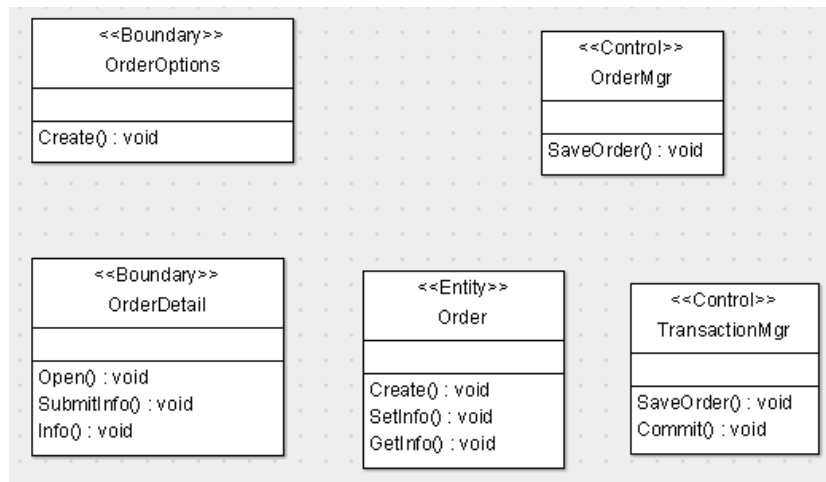 <<Boundary>>
OrderOptions
Create() : void
<<Control>>
OrderMgr
SaveOrder() : void
<<Boundary>>
OrderDetail
Open() : void
SubmitInfo() : void
Info() : void
<<Entity>>
Order
Create() : void
SetInfo() : void
GetInfo() : void
<<Control>>
TransactionMgr
SaveOrder() : void
Commit() : void